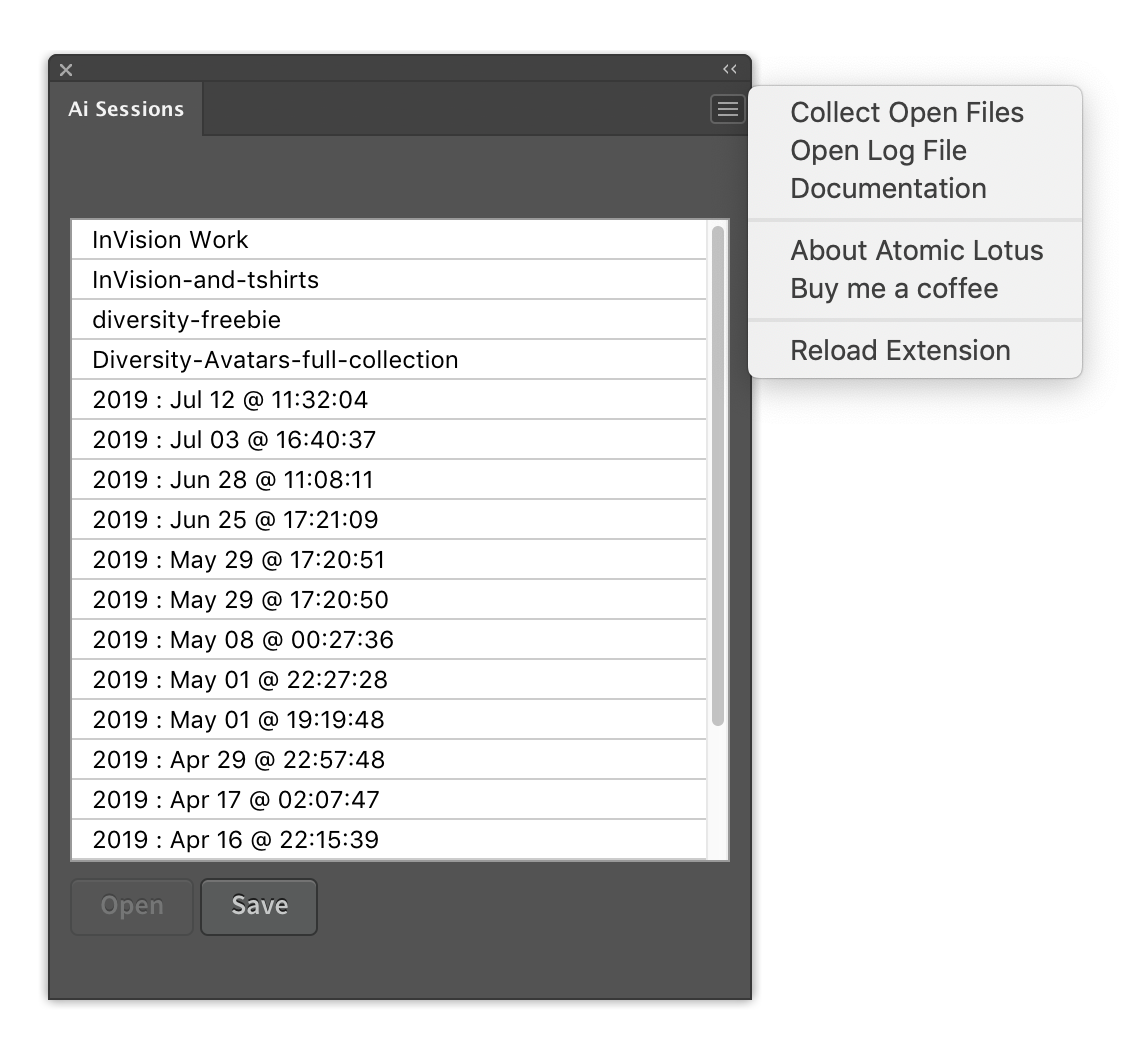 Ai Sessions
Collect Open Files
Open Log File
Documentation
About Atomic Lotus
Buy me a coffee
Reload Extension
InVision Work
InVision-and-tshirts
diversity-freebie
Diversity-Avatars-full-collection
2019 : Jul 12 @ 11:32:04
2019 : Jul 03 @ 16:40:37
2019 : Jun 28 @ 11:08:11
2019 : Jun 25 @ 17:21:09
2019 : May 29 @ 17:20:51
2019 : May 29 @ 17:20:50
2019 : May 08 @ 00:27:36
2019 : May 01 @ 22:27:28
2019 : May 01 @ 19:19:48
2019 : Apr 29 @ 22:57:48
2019 : Apr 17 @ 02:07:47
2019 : Apr 16 @ 22:15:39
Open
Save